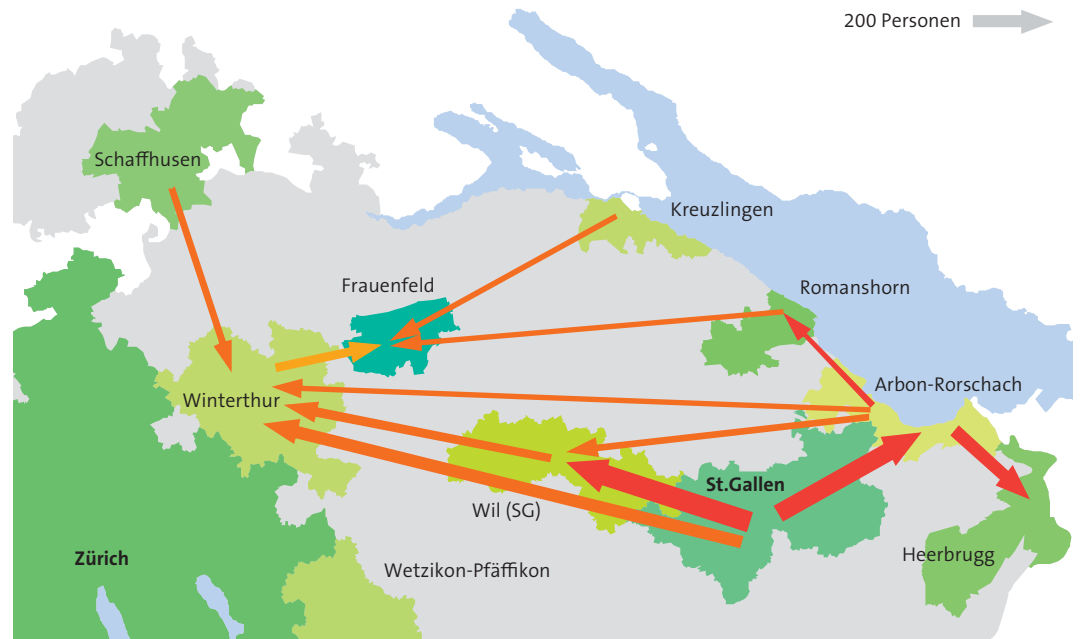 200 Personen
Schaffhusen
Kreuzlingen
Frauenfeld
Romanshorn
Arbon-Rorschach
Winterthur
St.Gallen
Wil (SG)
Heerbrugg
Zürich
Wetzikon-Pfäffikon